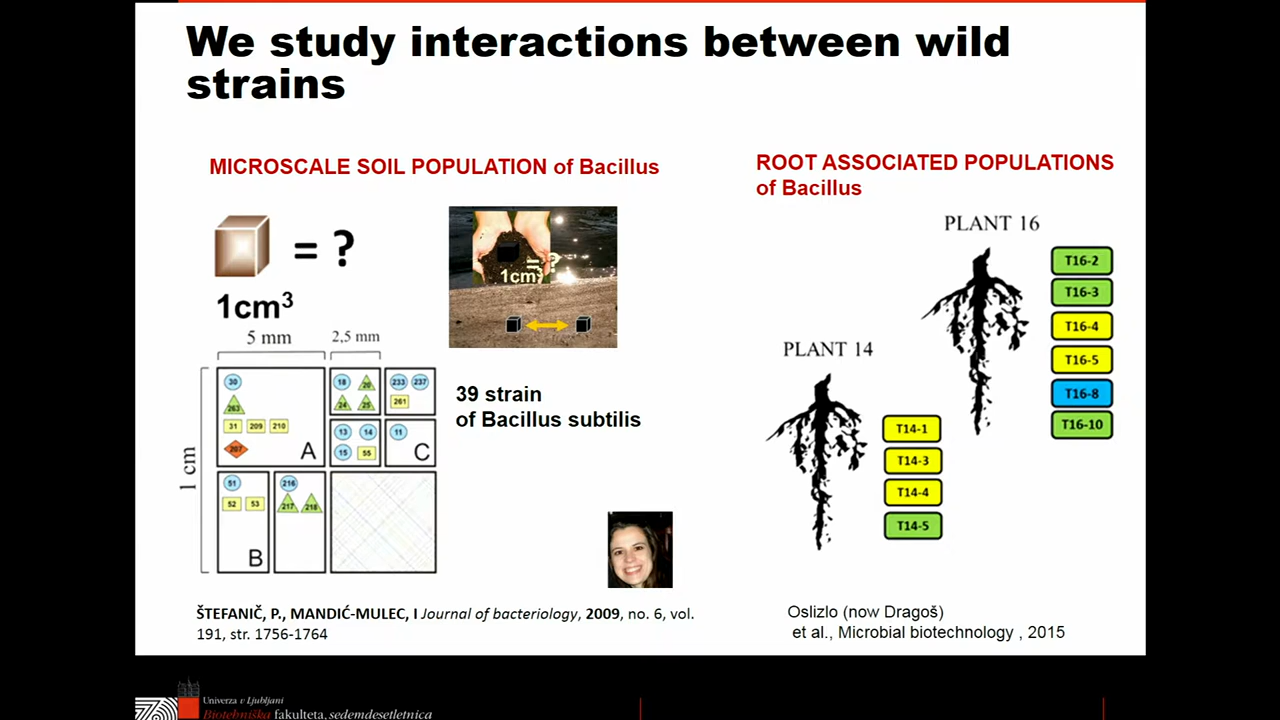 We study interactions between wild
strains
MICROSCALE SOIL POPULATION of Bacillus
= ?
1cm³
5 mm
2,5 mm
1 cm
30
263
31 209 210
207
A
18 20
24 25
233 237
261
13 14
15 55
11
C
51
52 53
B
216
217 218
1cm³
= ?
39 strain
of Bacillus subtilis
ŠTEFANIČ, P., MANDIĆ-MULEC, I Journal of bacteriology, 2009, no. 6, vol.
191, str. 1756-1764
ROOT ASSOCIATED POPULATIONS
of Bacillus
PLANT 16
T16-2
T16-3
T16-4
T16-5
T16-8
T16-10
PLANT 14
T14-1
T14-3
T14-4
T14-5
Oslizlo (now Dragoš)
et al., Microbial biotechnology , 2015
Univerza v Ljubljani
Biotehniška fakulteta, sedemdesetletnica